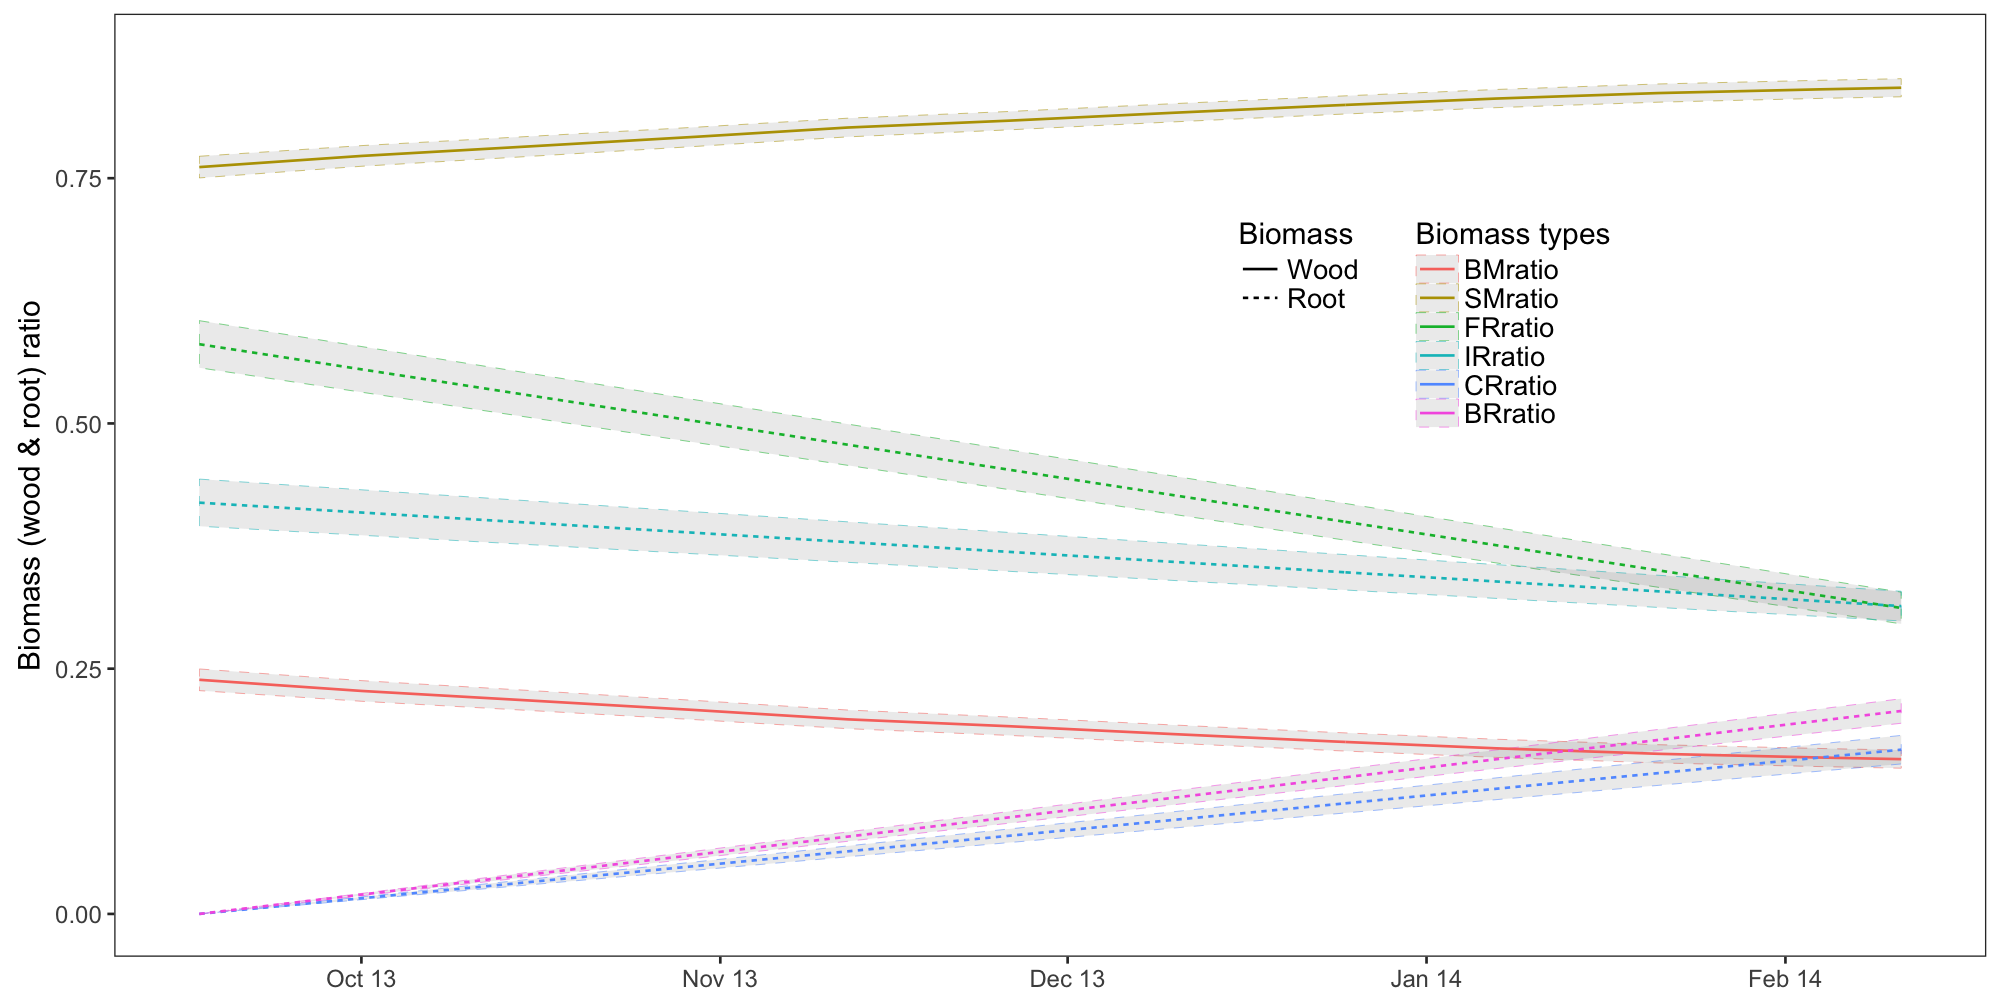 Biomass (wood & root) ratio
0.75
0.50
0.25
0.00
Biomass
Wood
Root
Biomass types
BMratio
SMratio
FRratio
IRratio
CRratio
BRratio
Oct 13
Nov 13
Dec 13
Jan 14
Feb 14